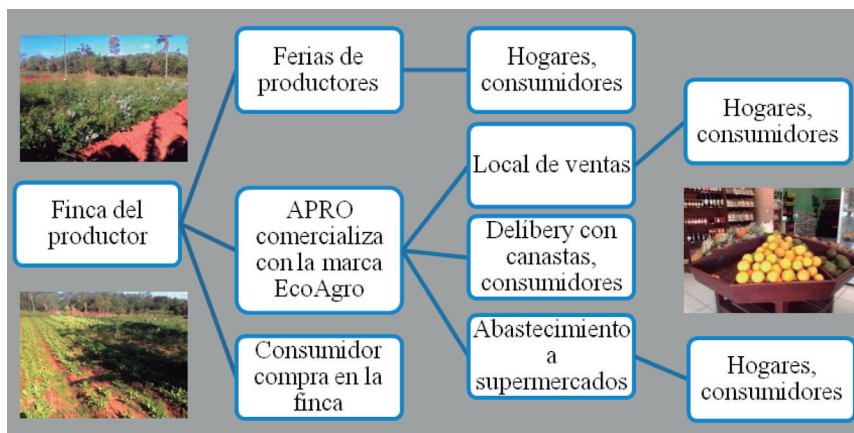 Ferias de
productores
Hogares,
consumidores
Hogares,
consumidores
Local de ventas
Finca del
productor
APRO
comercializa
con la marca
EcoAgro
Delíbery con
canastas,
consumidores
Abastecimiento
a
supermercados
Consumidor
compra en la
finca
Hogares,
consumidores